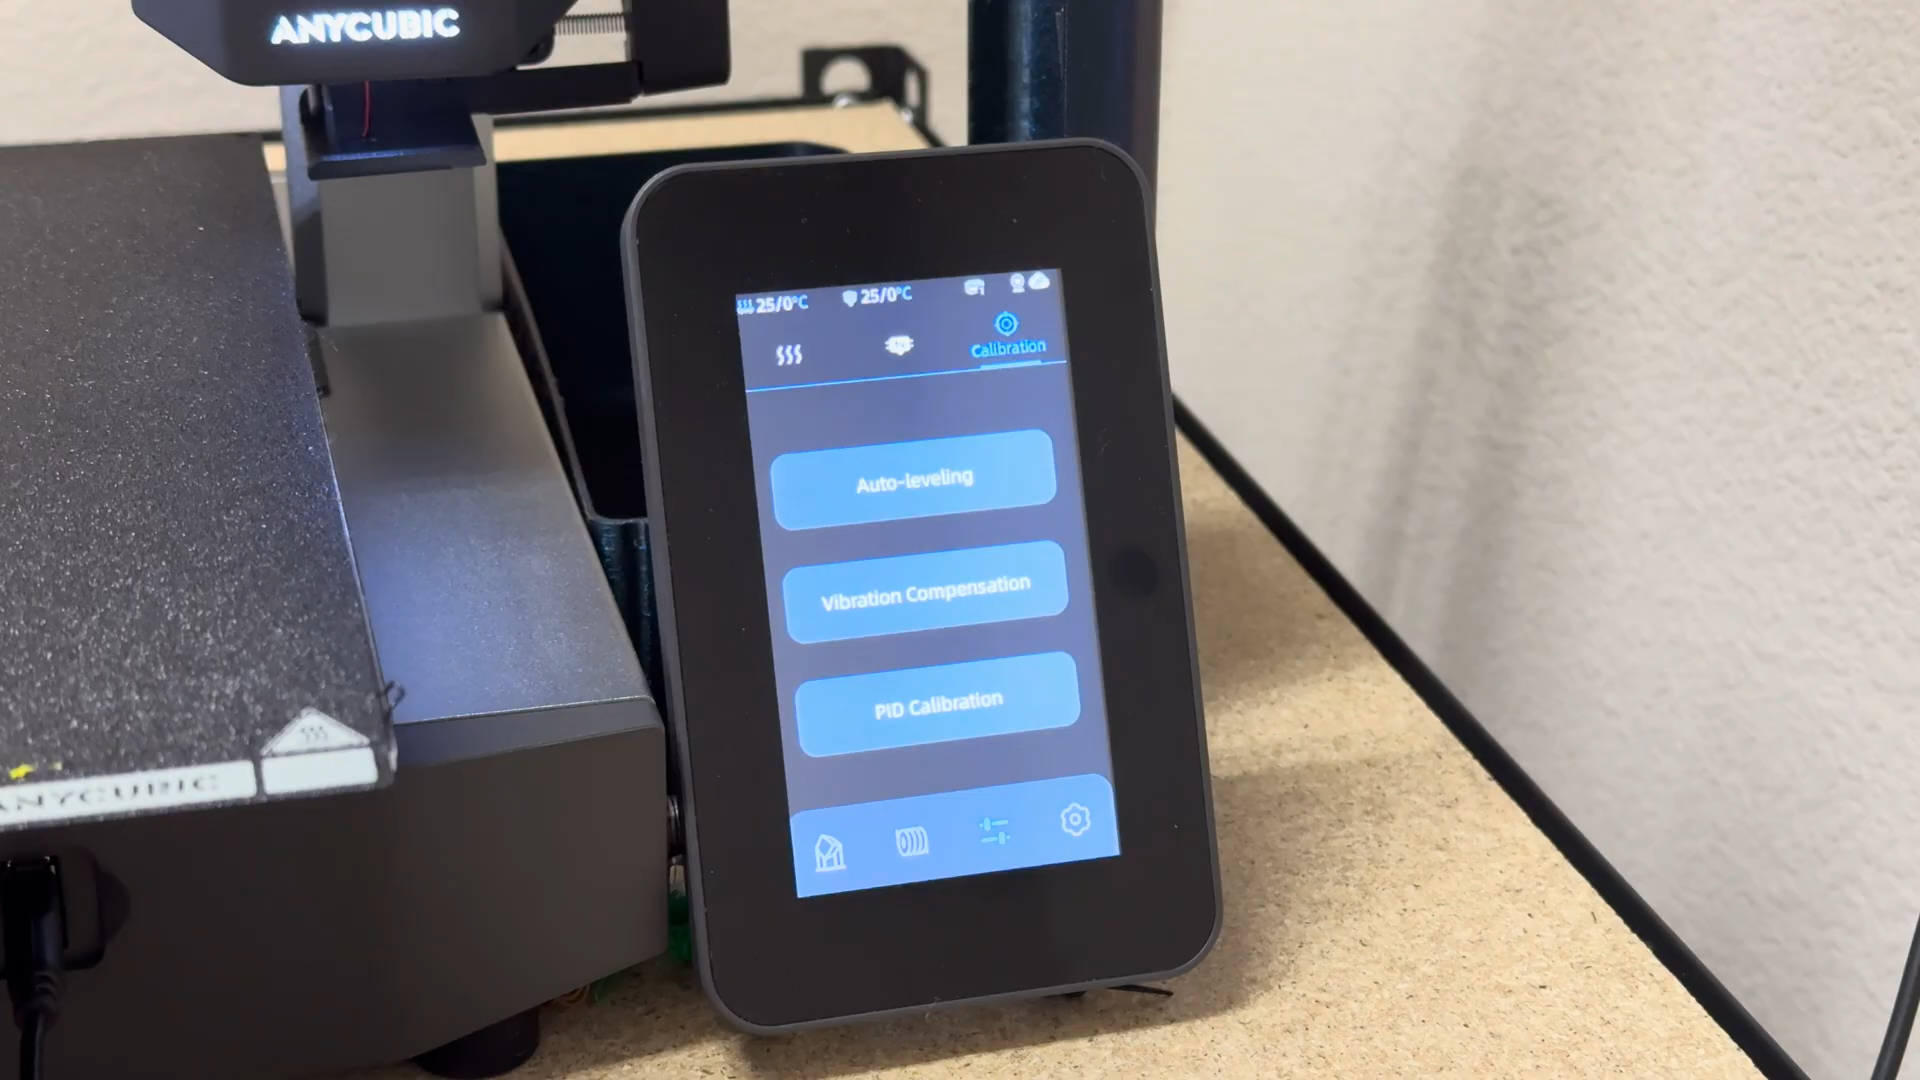 ANYCUBIC
25/0°C 25/0°C
Calibration
Auto-leveling
Vibration Compensation
PID Calibration
ANYCUBIC